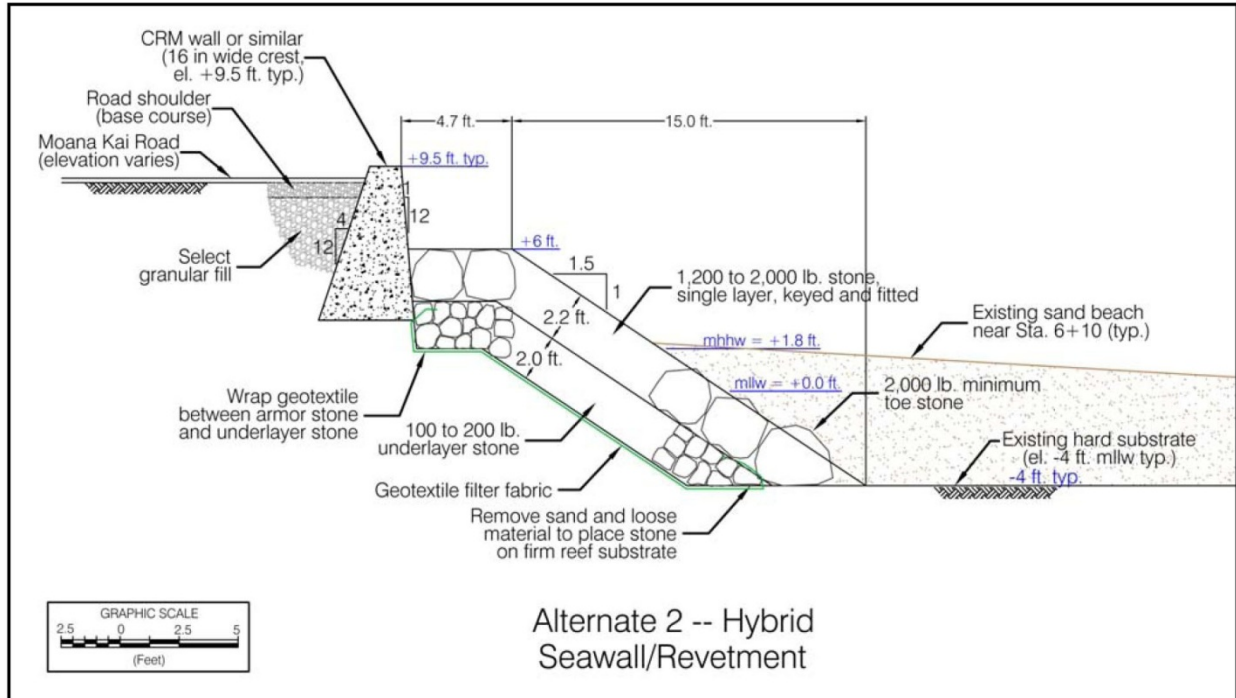 CRM wall or similar
(16 in wide crest,
el. +9.5 ft. typ.)
Road shoulder
(base course)
Moana Kai Road
(elevation varies)
4.7 ft.
15.0 ft.
+9.5 ft. typ.
1
12
4
12
Select
granular fill
+6 ft.
1.5
1
1,200 to 2,000 lb. stone,
single layer, keyed and fitted
Existing sand beach
near Sta. 6+10 (typ.)
2.2 ft.
2.0 ft.
mhhw = +1.8 ft.
mllw = +0.0 ft.
2,000 lb. minimum
toe stone
Wrap geotextile
between armor stone
and underlayer stone
100 to 200 lb.
underlayer stone
Existing hard substrate
(el. -4 ft. mllw typ.)
-4 ft. typ.
Geotextile filter fabric
Remove sand and loose
material to place stone
on firm reef substrate
GRAPHIC SCALE
2.5 0 2.5 5
(Feet)
Alternate 2 -- Hybrid
Seawall/Revetment